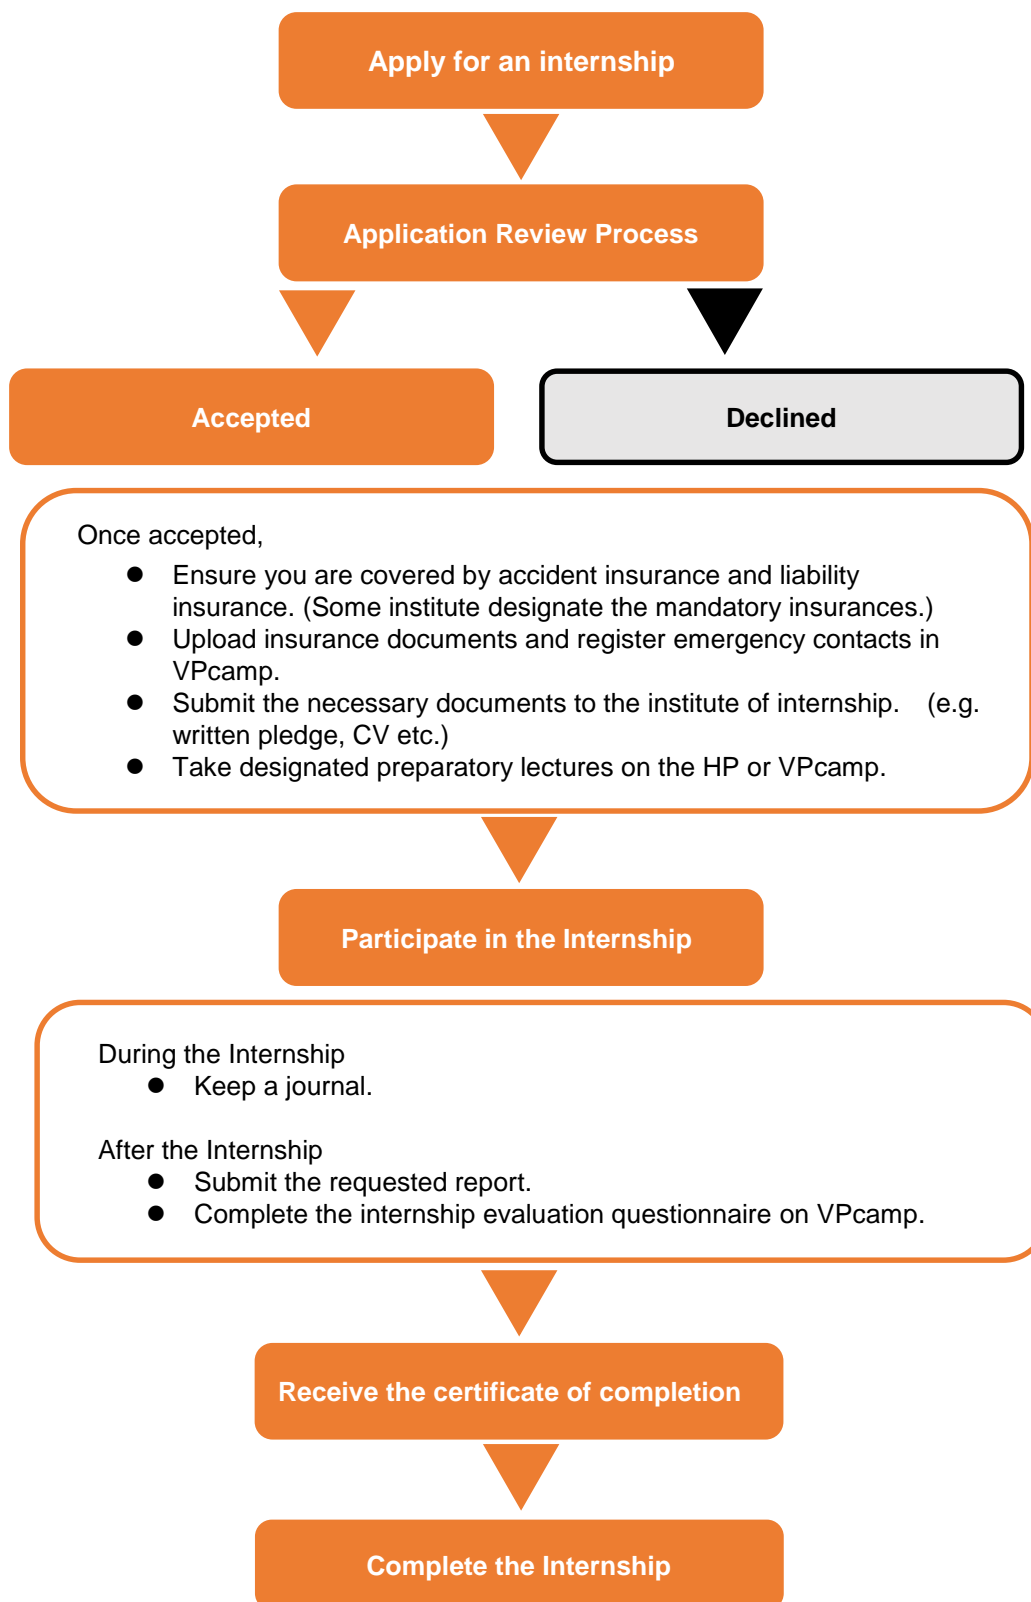 Apply for an internship
Application Review Process
Accepted
Declined
Once accepted,
● Ensure you are covered by accident insurance and liability
insurance. (Some institute designate the mandatory insurances.)
● Upload insurance documents and register emergency contacts in
VPcamp.
● Submit the necessary documents to the institute of internship. (e.g.
written pledge, CV etc.)
● Take designated preparatory lectures on the HP or VPcamp.
Participate in the Internship
During the Internship
● Keep a journal.
After the Internship
● Submit the requested report.
● Complete the internship evaluation questionnaire on VPcamp.
Receive the certificate of completion
Complete the Internship